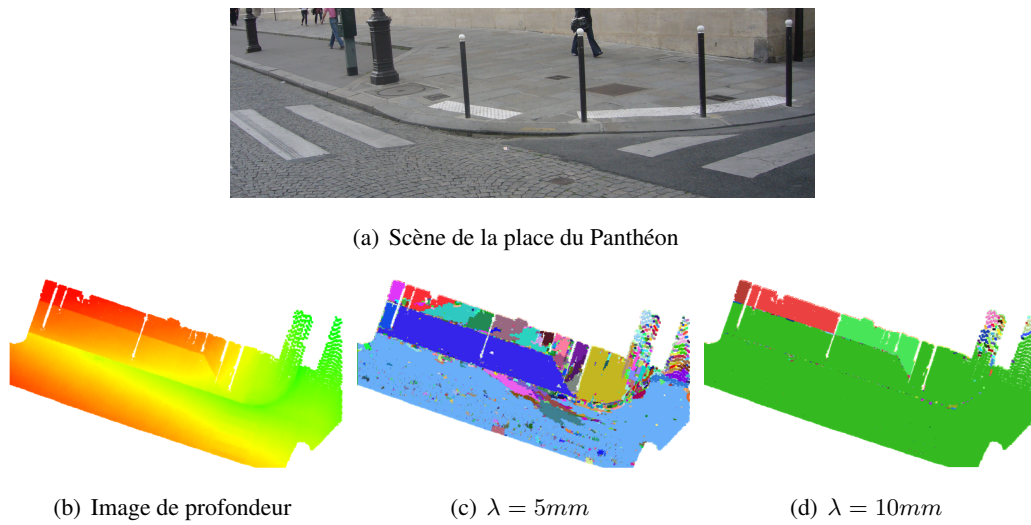 (a) Scène de la place du Panthéon
(b) Image de profondeur
(c) λ = 5mm
(d) λ = 10mm